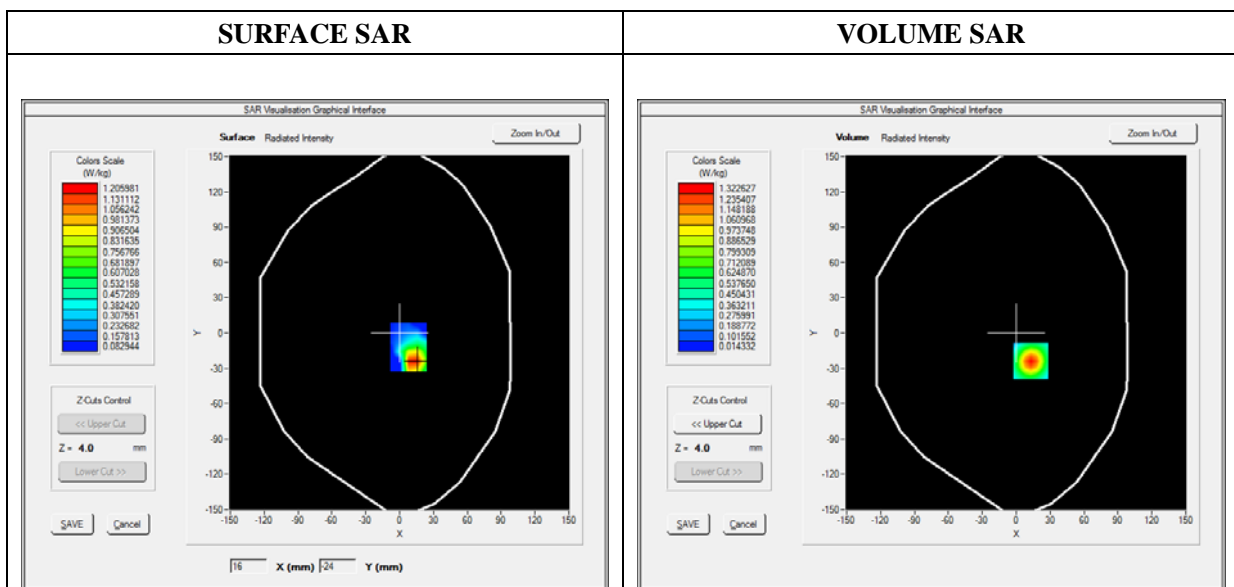 SURFACE SAR
VOLUME SAR
SAR Visualisation Graphical Interface
Surface Radiated Intensity
Zoom In/Out
Colors Scale
(W/kg)
1.205981
1.131112
1.056242
0.981373
0.906504
0.831635
0.756766
0.681897
0.607028
0.532158
0.457289
0.382420
0.307551
0.232682
0.157813
0.082944
Z-Cuts Control
<< Upper Cut
Z = 4.0 mm
Lower Cut >>
SAVE Cancel
150
120
90
60
30
0
-30
-60
-90
-120
-150
Y
-150 -120 -90 -60 -30 0 30 60 90 120 150
X
16 X (mm) -24 Y (mm)
SAR Visualisation Graphical Interface
Volume Radiated Intensity
Zoom In/Out
Colors Scale
(W/kg)
1.322627
1.235407
1.148188
1.060968
0.973748
0.886529
0.799309
0.712089
0.624870
0.537650
0.450431
0.363211
0.275991
0.188772
0.101552
0.014332
Z-Cuts Control
<< Upper Cut
Z = 4.0 mm
Lower Cut >>
SAVE Cancel
150
120
90
60
30
0
-30
-60
-90
-120
-150
Y
-150 -120 -90 -60 -30 0 30 60 90 120 150
X